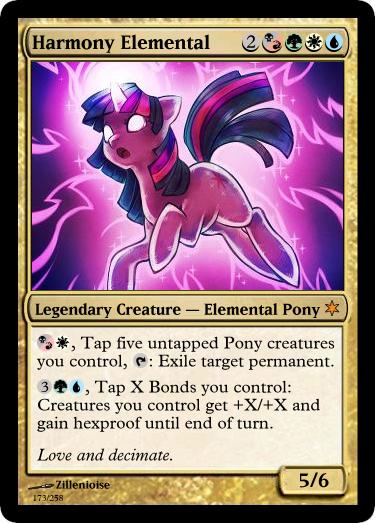 Harmony Elemental 2
Legendary Creature — Elemental Pony
, Tap five untapped Pony creatures
you control, : Exile target permanent.
3 , Tap X Bonds you control:
Creatures you control get +X/+X and
gain hexproof until end of turn.
Love and decimate.
Zillenioise
173/258
5/6